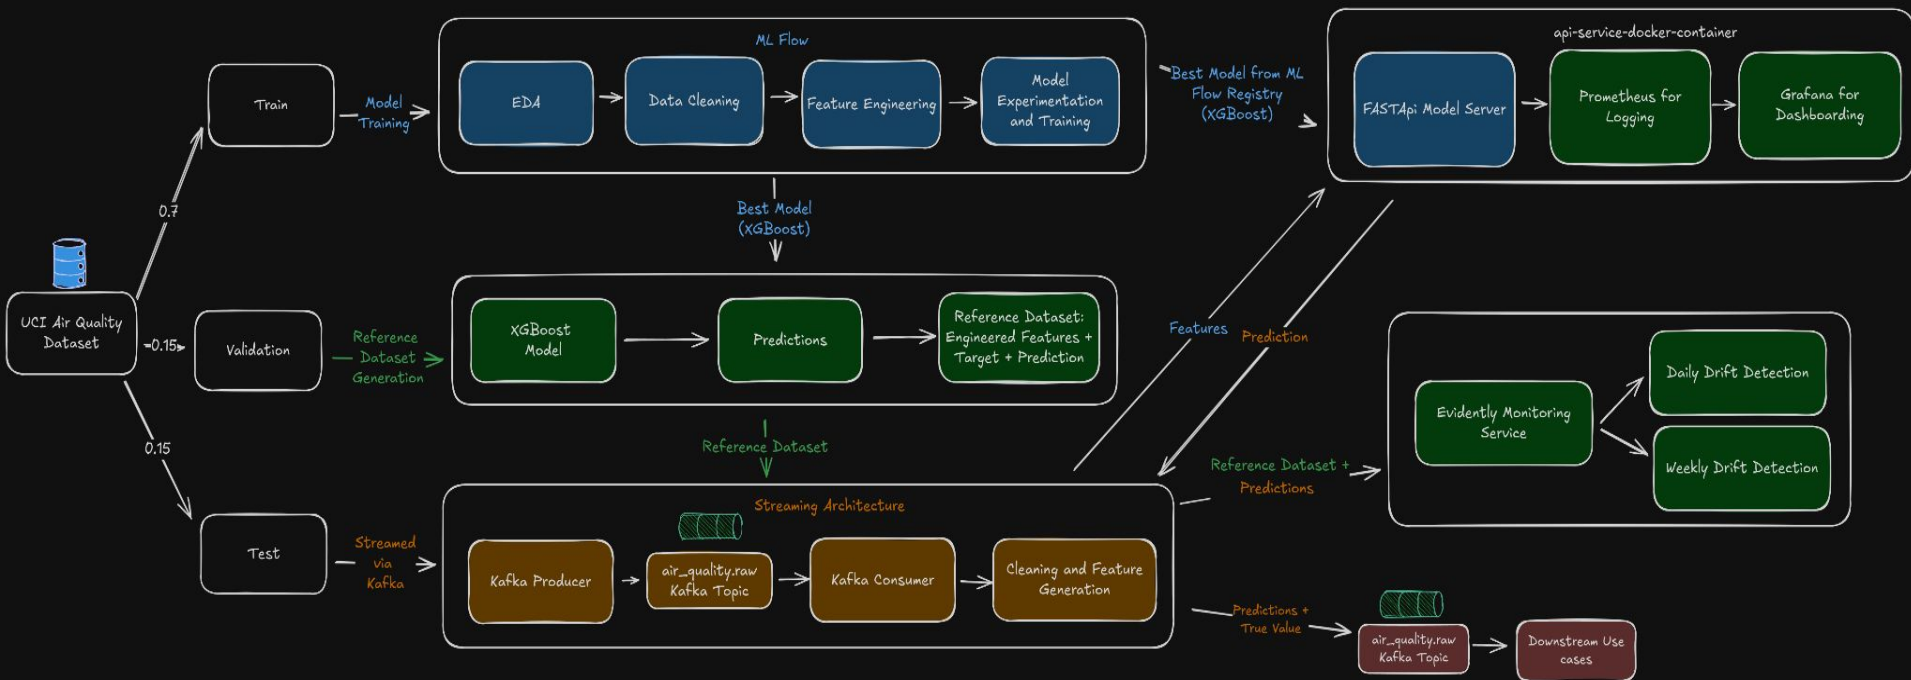 ML Flow
EDA
Data Cleaning
Feature Engineering
Model
Experimentation
and Training
Train
Model
Training
Best Model from ML
Flow Registry
(XGBoost)
api-service-docker-container
FASTApi Model Server
Prometheus for
Logging
Grafana for
Dashboarding
0.7
Best Model
(XGBoost)
UCI Air Quality
Dataset
0.15
Validation
Reference
Dataset
Generation
XGBoost
Model
Predictions
Reference Dataset:
Engineered Features +
Target + Prediction
Features
Prediction
Evidently Monitoring
Service
Daily Drift Detection
Weekly Drift Detection
0.15
Reference Dataset
Reference Dataset +
Predictions
Test
Streamed
via
Kafka
Streaming Architecture
Kafka Producer
air_quality.raw
Kafka Topic
Kafka Consumer
Cleaning and Feature
Generation
Predictions +
True Value
air_quality.raw
Kafka Topic
Downstream Use
cases